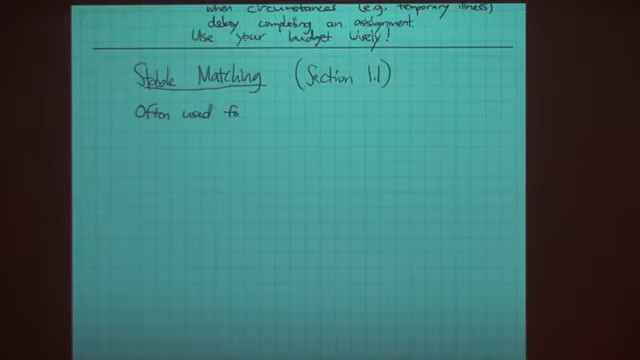 when circumstances (e.g. temporary illness)
delay completing an assignment.
Use your budget wisely!
Stable Matching (Section 1.1)
Often used fo